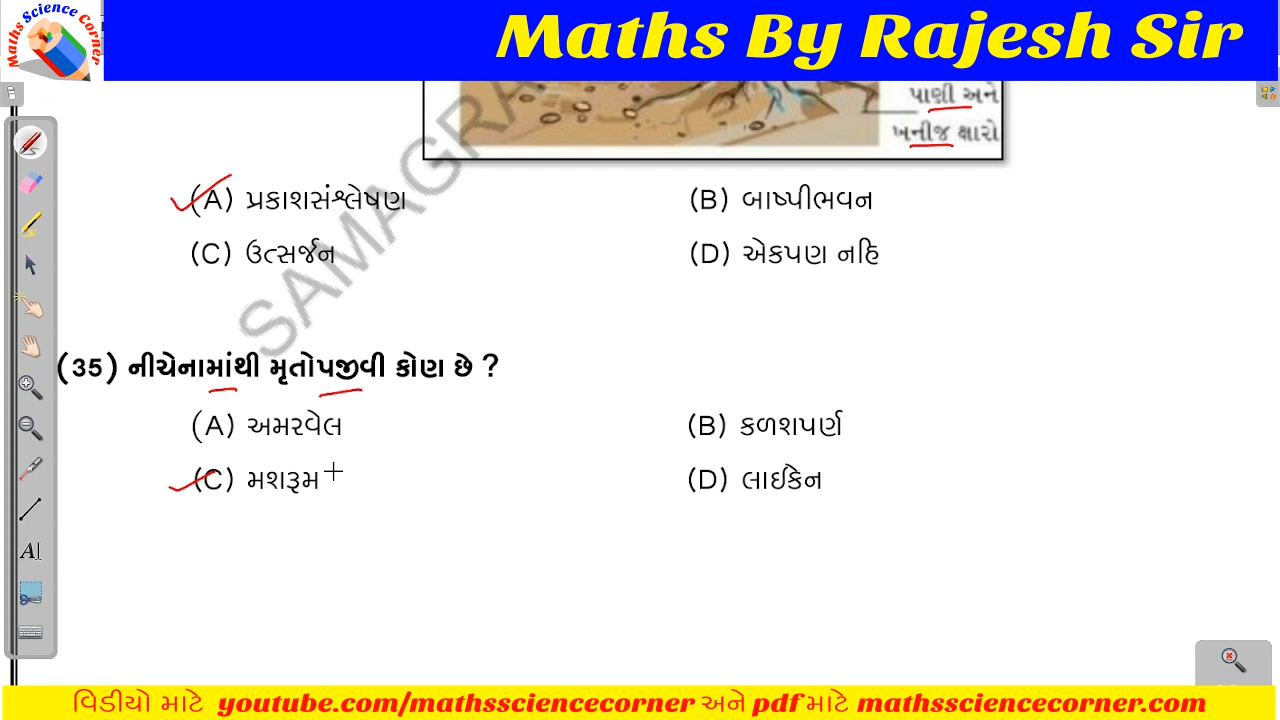 Maths Science Corner
Maths By Rajesh Sir
પાણી અને
ખનીજ ક્ષારો
SAMAGRA
(A) પ્રકાશસંશ્લેષણ (B) બાષ્પીભવન
(C) ઉત્સર્જન (D) એકપણ નહિ
(35) નીચેનામાંથી મૃતોપજીવી કોણ છે ?
(A) અમરવેલ (B) કળશપર્ણ
(C) મશરૂમ (D) લાઇકેન
વિડીયો માટે youtube.com/mathssciencecorner અને pdf માટે mathssciencecorner.com